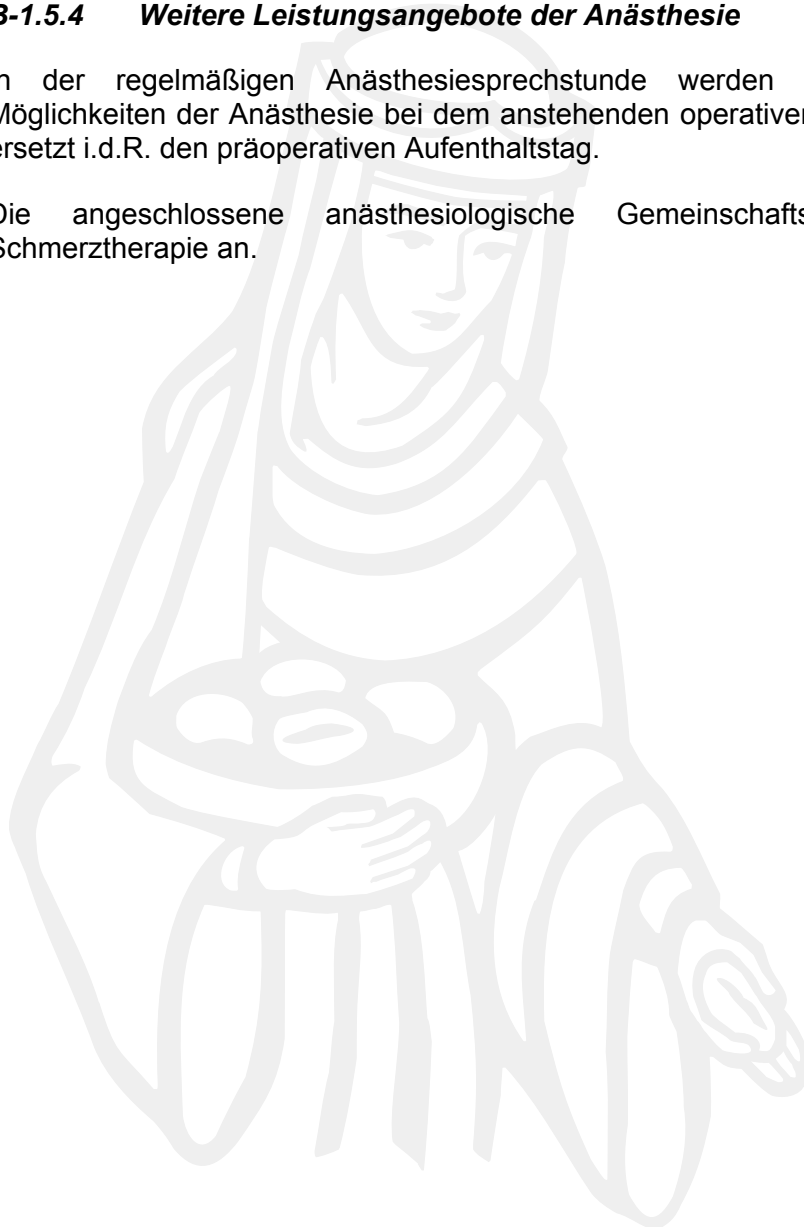 B-1.5.4 Weitere Leistungsangebote der Anästhesie
In der regelmäßigen Anästhesiesprechstunde werden
Möglichkeiten der Anästhesie bei dem anstehenden operativen
ersetzt i.d.R. den präoperativen Aufenthaltstag.
Die angeschlossene anästhesiologische Gemeinschafts
Schmerztherapie an.